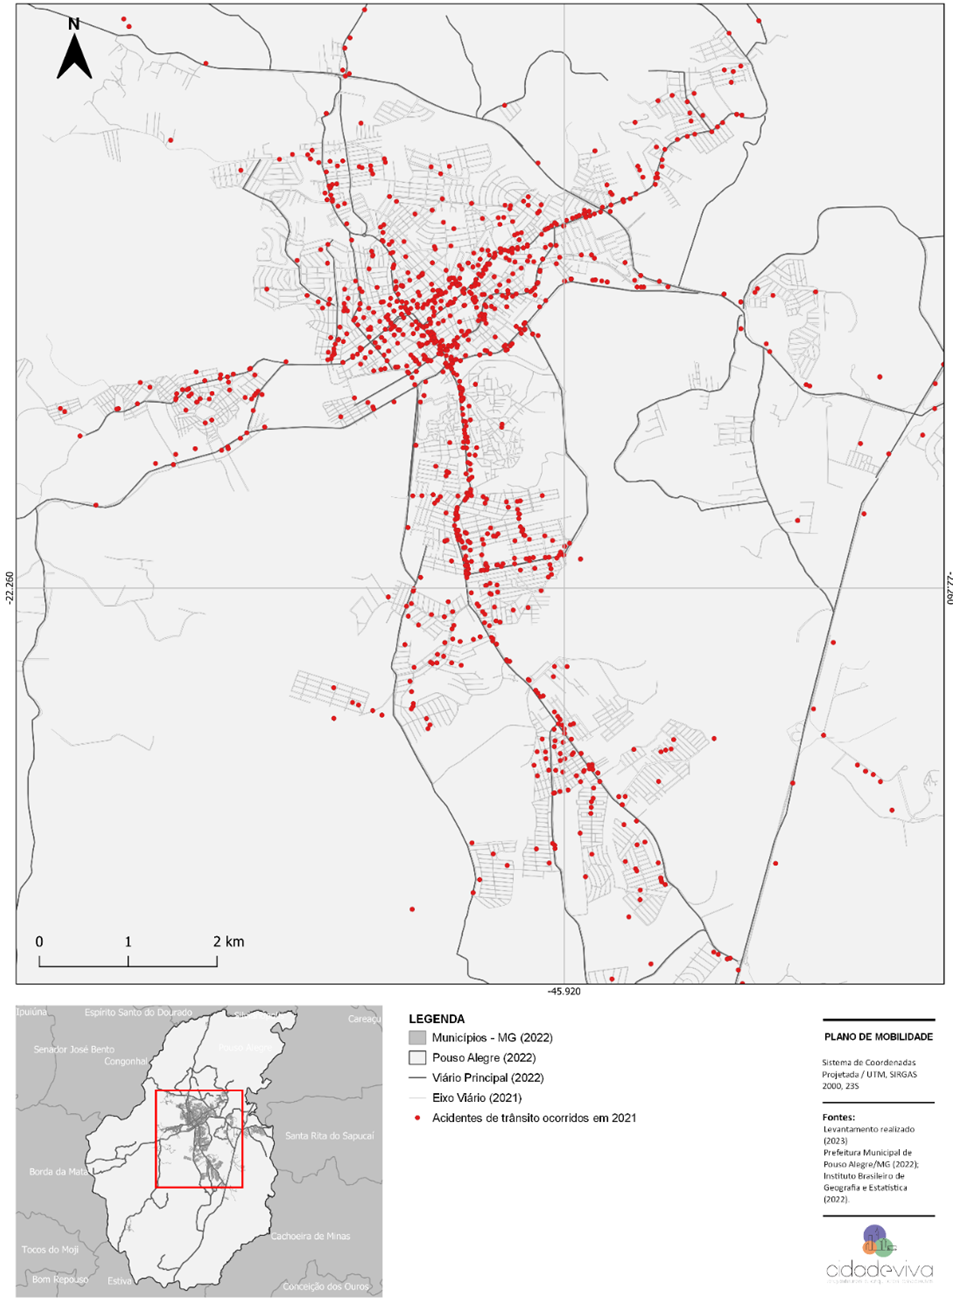 N
-22.260
-22.260
0 1 2 km
-45.920
Ipuiúna
Espírito Santo do Dourado
Careaçu
Senador José Bento
Congonhal
Santa Rita do Sapucaí
Borda da Mata
Cachoeira de Minas
Tocos do Moji
Bom Repouso
Estiva
Conceição dos Ouros
LEGENDA
Municípios - MG (2022)
Pouso Alegre (2022)
Viário Principal (2022)
Eixo Viário (2021)
Acidentes de trânsito ocorridos em 2021
PLANO DE MOBILIDADE
Sistema de Coordenadas
Projetada / UTM, SIRGAS
2000, 23S
Fontes:
Levantamento realizado
(2023)
Prefeitura Municipal de
Pouso Alegre/MG (2022);
Instituto Brasileiro de
Geografia e Estatística
(2022).
cidadeviva